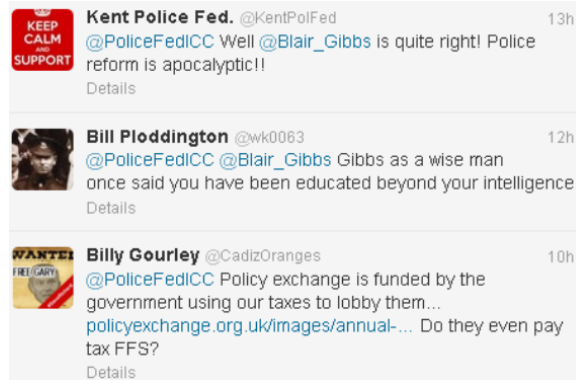 KEEP
CALM
AND
SUPPORT
Kent Police Fed. @KentPolFed 13h
@PoliceFedICC Well @Blair_Gibbs is quite right! Police
reform is apocalyptic!!
Details
Bill Ploddington @wk0063 12h
@PoliceFedICC @Blair_Gibbs Gibbs as a wise man
once said you have been educated beyond your intelligence
Details
WANTED
FREE GARY
Billy Gourley @CadizOranges 10h
@PoliceFedICC Policy exchange is funded by the
government using our taxes to lobby them...
policyexchange.org.uk/images/annual-... Do they even pay
tax FFS?
Details